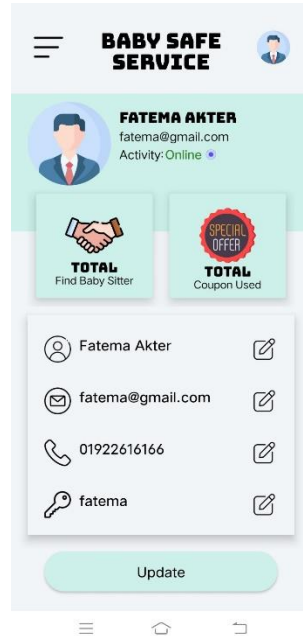 BABY SAFE
SERVICE
FATEMA AKTER
fatema@gmail.com
Activity:Online
SPECIAL
OFFER
TOTAL
Find Baby Sitter
TOTAL
Coupon Used
Fatema Akter
fatema@gmail.com
01922616166
fatema
Update